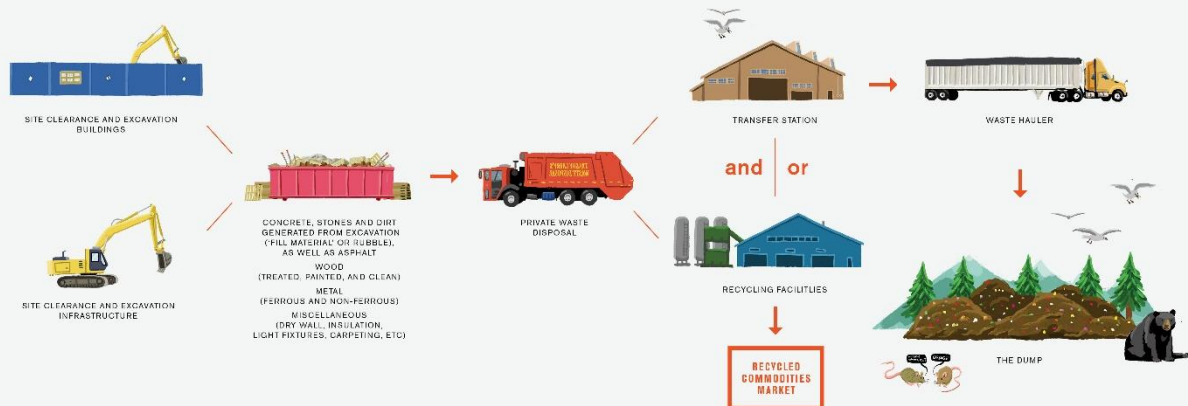 SITE CLEARANCE AND EXCAVATION
BUILDINGS
SITE CLEARANCE AND EXCAVATION
INFRASTRUCTURE
CONCRETE, STONES AND DIRT
GENERATED FROM EXCAVATION
('FILL MATERIAL' OR RUBBLE),
AS WELL AS ASPHALT
WOOD
(TREATED, PAINTED, AND CLEAN)
METAL
(FERROUS AND NON-FERROUS)
MISCELLANEOUS
(DRY WALL, INSULATION,
LIGHT FIXTURES, CARPETING, ETC)
PRIVATE WASTE
DISPOSAL
TRANSFER STATION
and or
RECYCLING FACILITLIES
RECYCLED
COMMODITIES
MARKET
WASTE HAULER
THE DUMP